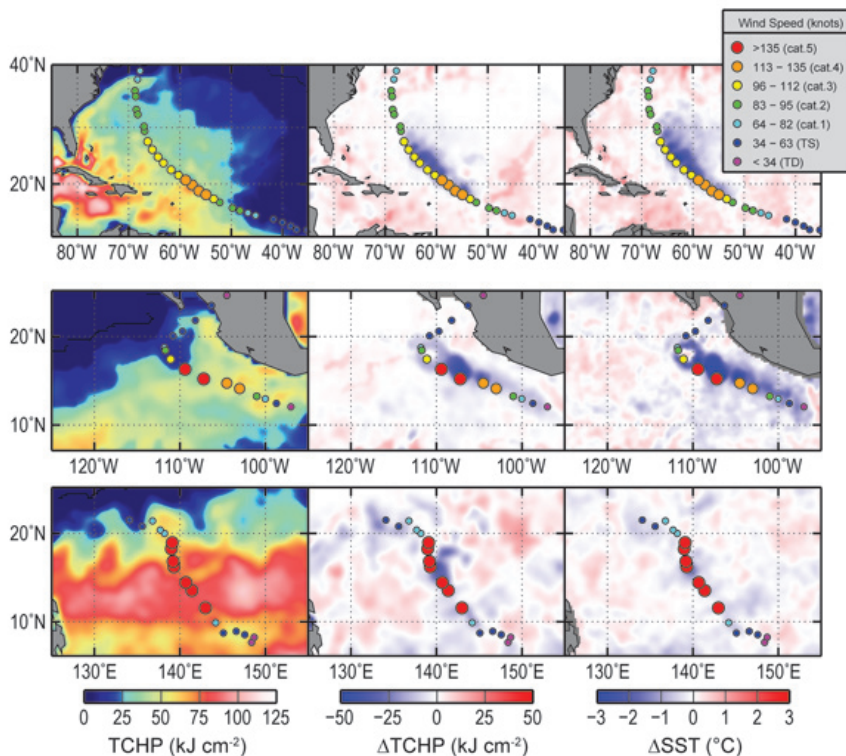 Wind Speed (knots)
>135 (cat.5)
113 – 135 (cat.4)
96 – 112 (cat.3)
83 – 95 (cat.2)
64 – 82 (cat.1)
34 – 63 (TS)
< 34 (TD)
40°N
30°N
20°N
80°W 70°W 60°W 50°W 40°W 80°W 70°W 60°W 50°W 40°W 80°W 70°W 60°W 50°W 40°W
20°N
10°N
120°W 110°W 100°W 120°W 110°W 100°W 120°W 110°W 100°W
20°N
10°N
130°E 140°E 150°E 130°E 140°E 150°E 130°E 140°E 150°E
0 25 50 75 100 125 −50 −25 0 25 50 −3 −2 −1 0 1 2 3
TCHP (kJ cm⁻²) ΔTCHP (kJ cm⁻²) ΔSST (°C)